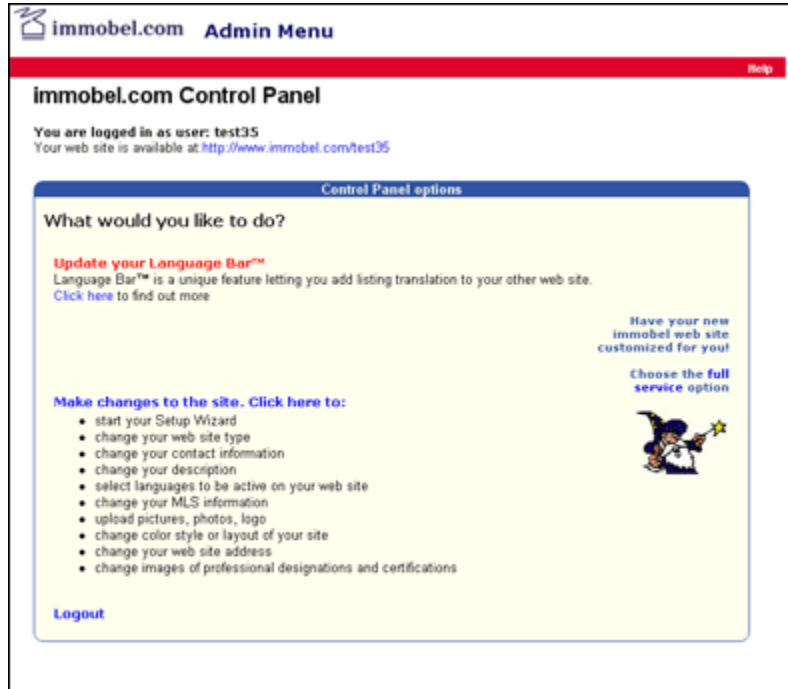 immobel.com Admin Menu
Help
immobel.com Control Panel
You are logged in as user: test35
Your web site is available at:http://www.immobel.com/test35
Control Panel options
What would you like to do?
Update your Language Bar™
Language Bar™ is a unique feature letting you add listing translation to your other web site.
Click here to find out more
Have your new
immobel web site
customized for you!
Choose the full
service option
Make changes to the site. Click here to:
• start your Setup Wizard
• change your web site type
• change your contact information
• change your description
• select languages to be active on your web site
• change your MLS information
• upload pictures, photos, logo
• change color style or layout of your site
• change your web site address
• change images of professional designations and certifications
Logout